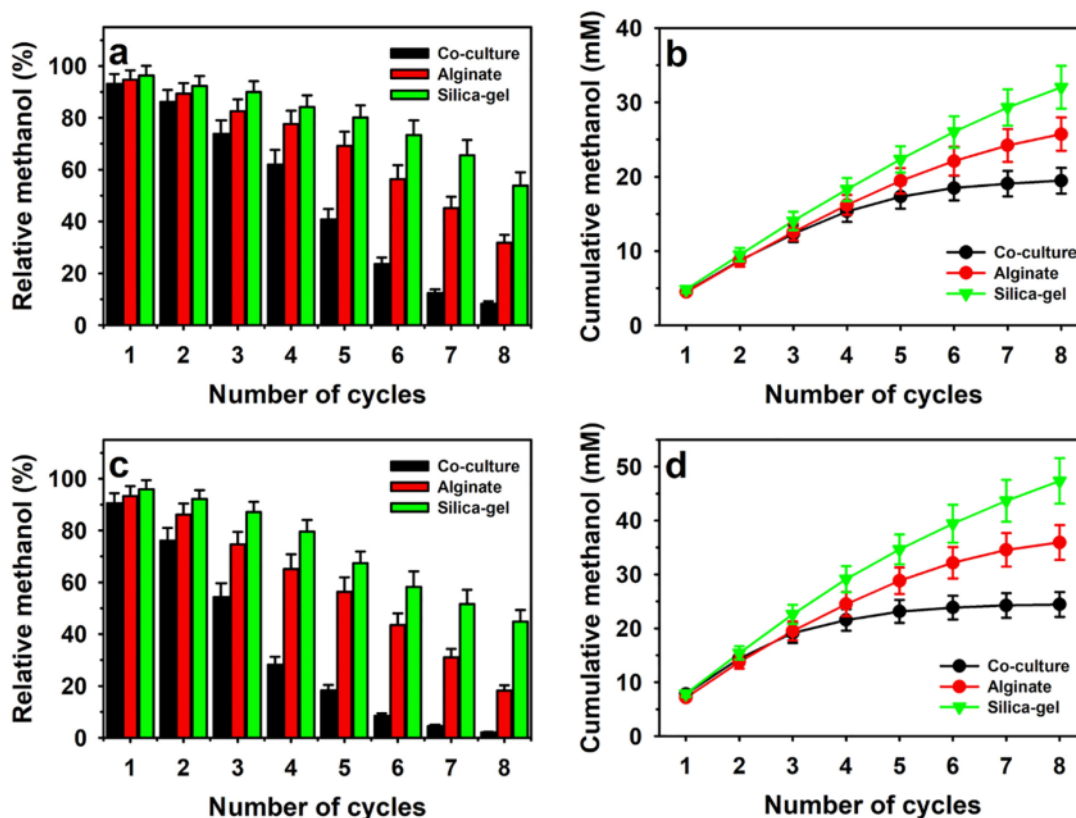 a
Co-culture
Alginate
Silica-gel
Relative methanol (%)
100
80
60
40
20
0
1 2 3 4 5 6 7 8
Number of cycles
b
Co-culture
Alginate
Silica-gel
Cumulative methanol (mM)
40
30
20
10
0
1 2 3 4 5 6 7 8
Number of cycles
c
Co-culture
Alginate
Silica-gel
Relative methanol (%)
100
80
60
40
20
0
1 2 3 4 5 6 7 8
Number of cycles
d
Co-culture
Alginate
Silica-gel
Cumulative methanol (mM)
50
40
30
20
10
0
1 2 3 4 5 6 7 8
Number of cycles